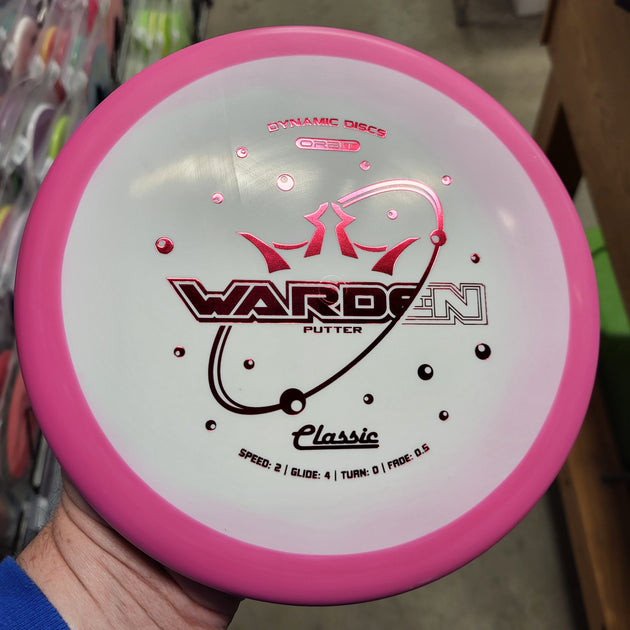 DYNAMIC DISCS
ORBIT
WARDEN
PUTTER
Classic
SPEED: 2 | GLIDE: 4 | TURN: 0 | FADE: 0.5